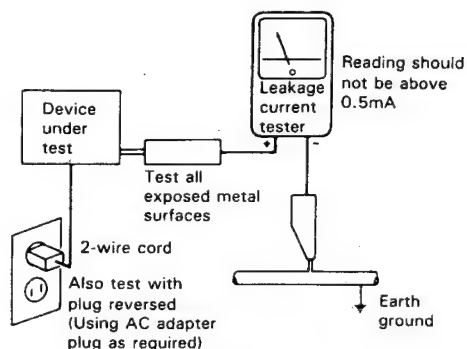 Leakage
current
tester
+ −
Reading should
not be above
0.5mA
Device
under
test
Test all
exposed metal
surfaces
2-wire cord
Also test with
plug reversed
(Using AC adapter
plug as required)
Earth
ground